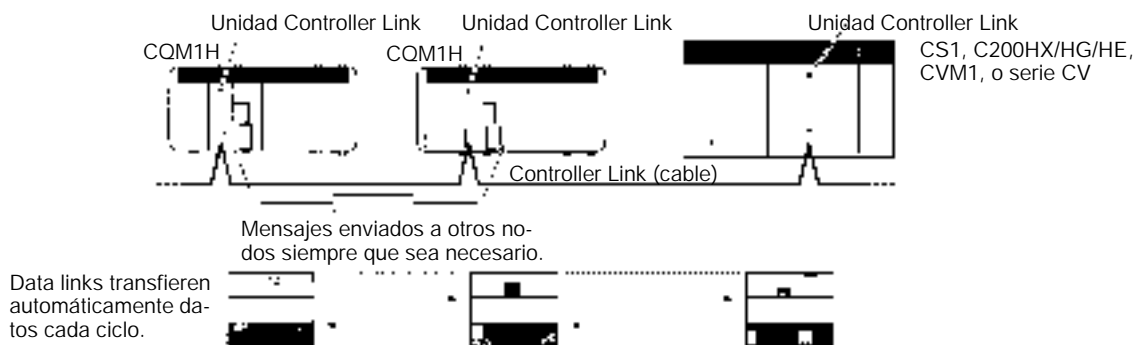 Unidad Controller Link
Unidad Controller Link
Unidad Controller Link
CQM1H
CQM1H
CS1, C200HX/HG/HE,
CVM1, o serie CV
Controller Link (cable)
Mensajes enviados a otros no-
dos siempre que sea necesario.
Data links transfieren
automáticamente da-
tos cada ciclo.